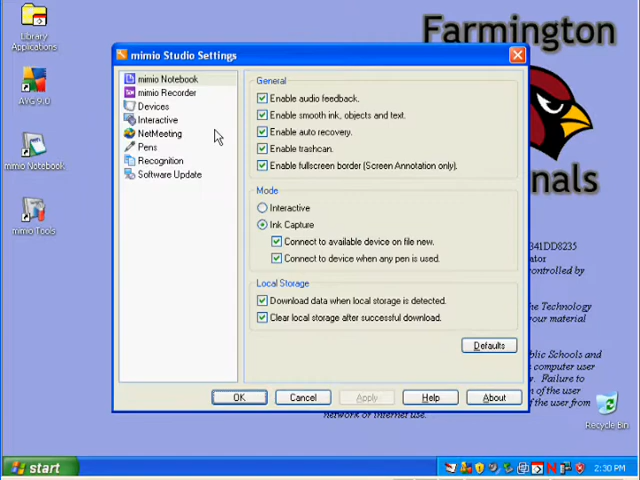 Farmington
Library
Applications
mimio Studio Settings
mimio Notebook
mimio Recorder
Devices
Interactive
NetMeeting
Pens
Recognition
Software Update
General
Enable audio feedback.
Enable smooth ink, objects and text.
Enable auto recovery.
Enable trashcan.
Enable fullscreen border (Screen Annotation only).
Mode
Interactive
Ink Capture
Connect to available device on file new.
Connect to device when any pen is used.
Local Storage
Download data when local storage is detected.
Clear local storage after successful download.
Defaults
OK
Cancel
Apply
Help
About
AVG 9.0
mimio Notebook
mimio Tools
nals
341DD8235
ator
controlled by
the Technology
your material
blic Schools and
computer user
Failure to
of the user from
network or internet use.
Recycle Bin
start
2:30 PM